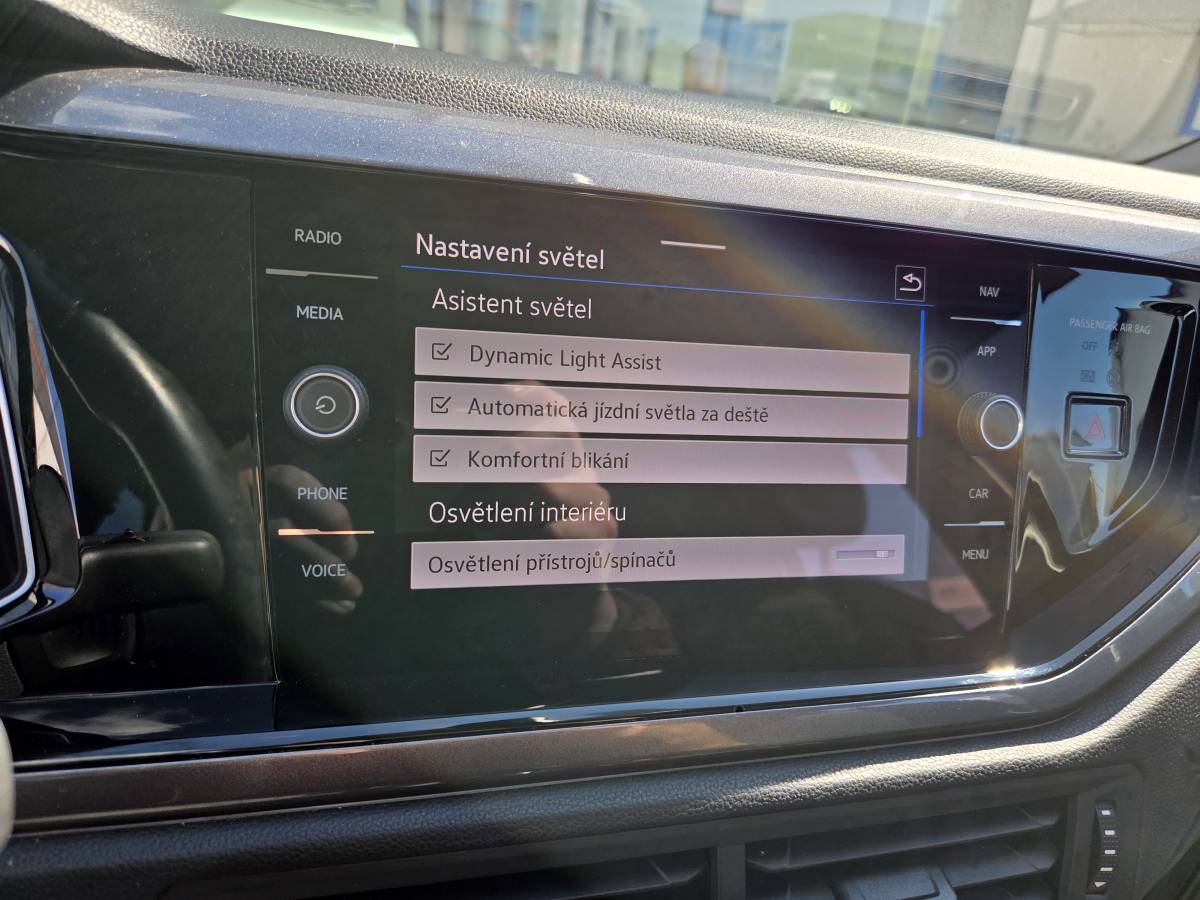 RADIO
MEDIA
PHONE
VOICE
Nastavení světel
Asistent světel
Dynamic Light Assist
Automatická jízdní světla za deště
Komfortní blikání
Osvětlení interiéru
Osvětlení přístrojů/spínačů
NAV
APP
CAR
MENU
PASSENGER AIR BAG
OFF